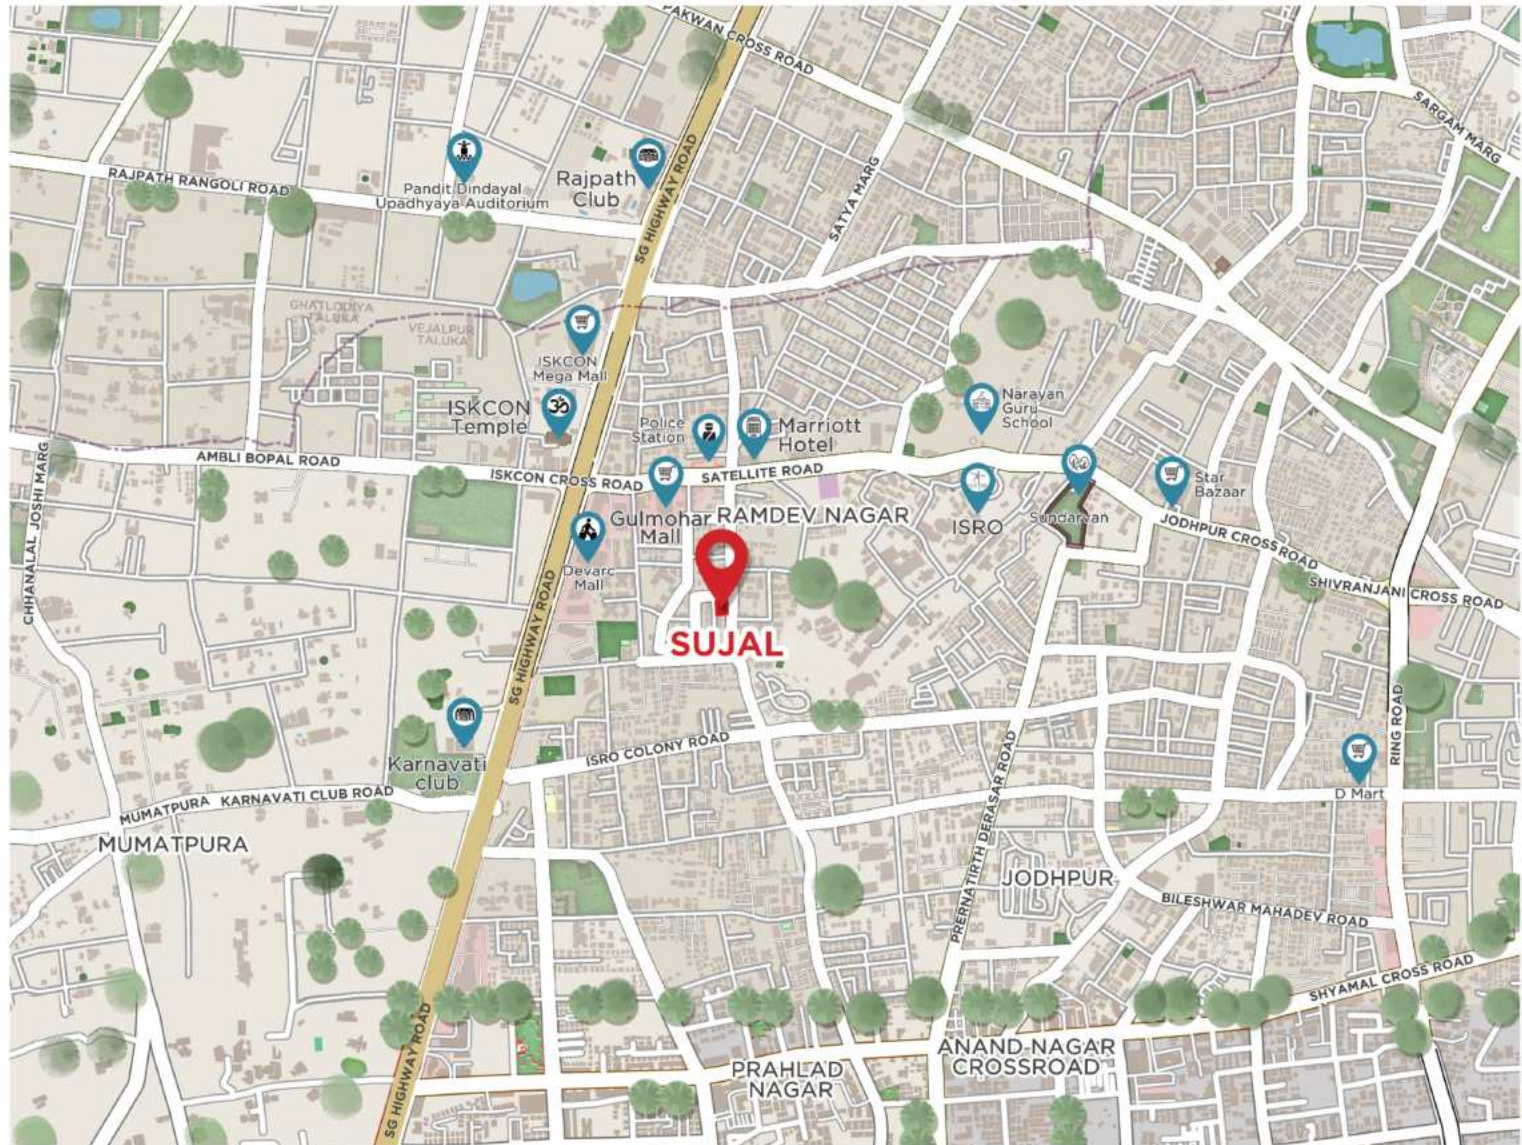 PAKWAN CROSS ROAD
SARGAM MARG
RAJPATH RANGOLI ROAD
Pandit Dindayal
Upadhyaya Auditorium
Rajpath
Club
SG HIGHWAY ROAD
SATYA MARG
GHATLODIYA
TALUKA
VEJALPUR
TALUKA
ISKCON
Mega Mall
ISKCON
Temple
Police
Station
Marriott
Hotel
Narayan
Guru
School
CHHANALAL JOSHI MARG
AMBLI BOPAL ROAD
ISKCON CROSS ROAD
SATELLITE ROAD
Gulmohar
Mall
RAMDEV NAGAR
ISRO
Sundarvan
Star
Bazaar
JODHPUR CROSS ROAD
SHIVRANJANI CROSS ROAD
Devarc
Mall
SG HIGHWAY ROAD
SUJAL
Karnavati
club
ISRO COLONY ROAD
PRERNATIRTH DERASAR ROAD
RING ROAD
D Mart
MUMATPURA KARNAVATI CLUB ROAD
MUMATPURA
JODHPUR
BILESHWAR MAHADEV ROAD
SHYAMAL CROSS ROAD
SG HIGHWAY ROAD
PRAHLAD
NAGAR
ANAND NAGAR
CROSSROAD